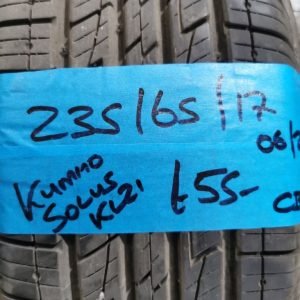 235/65/17
06/
KUMHO
SOLUS
KL21
£55-